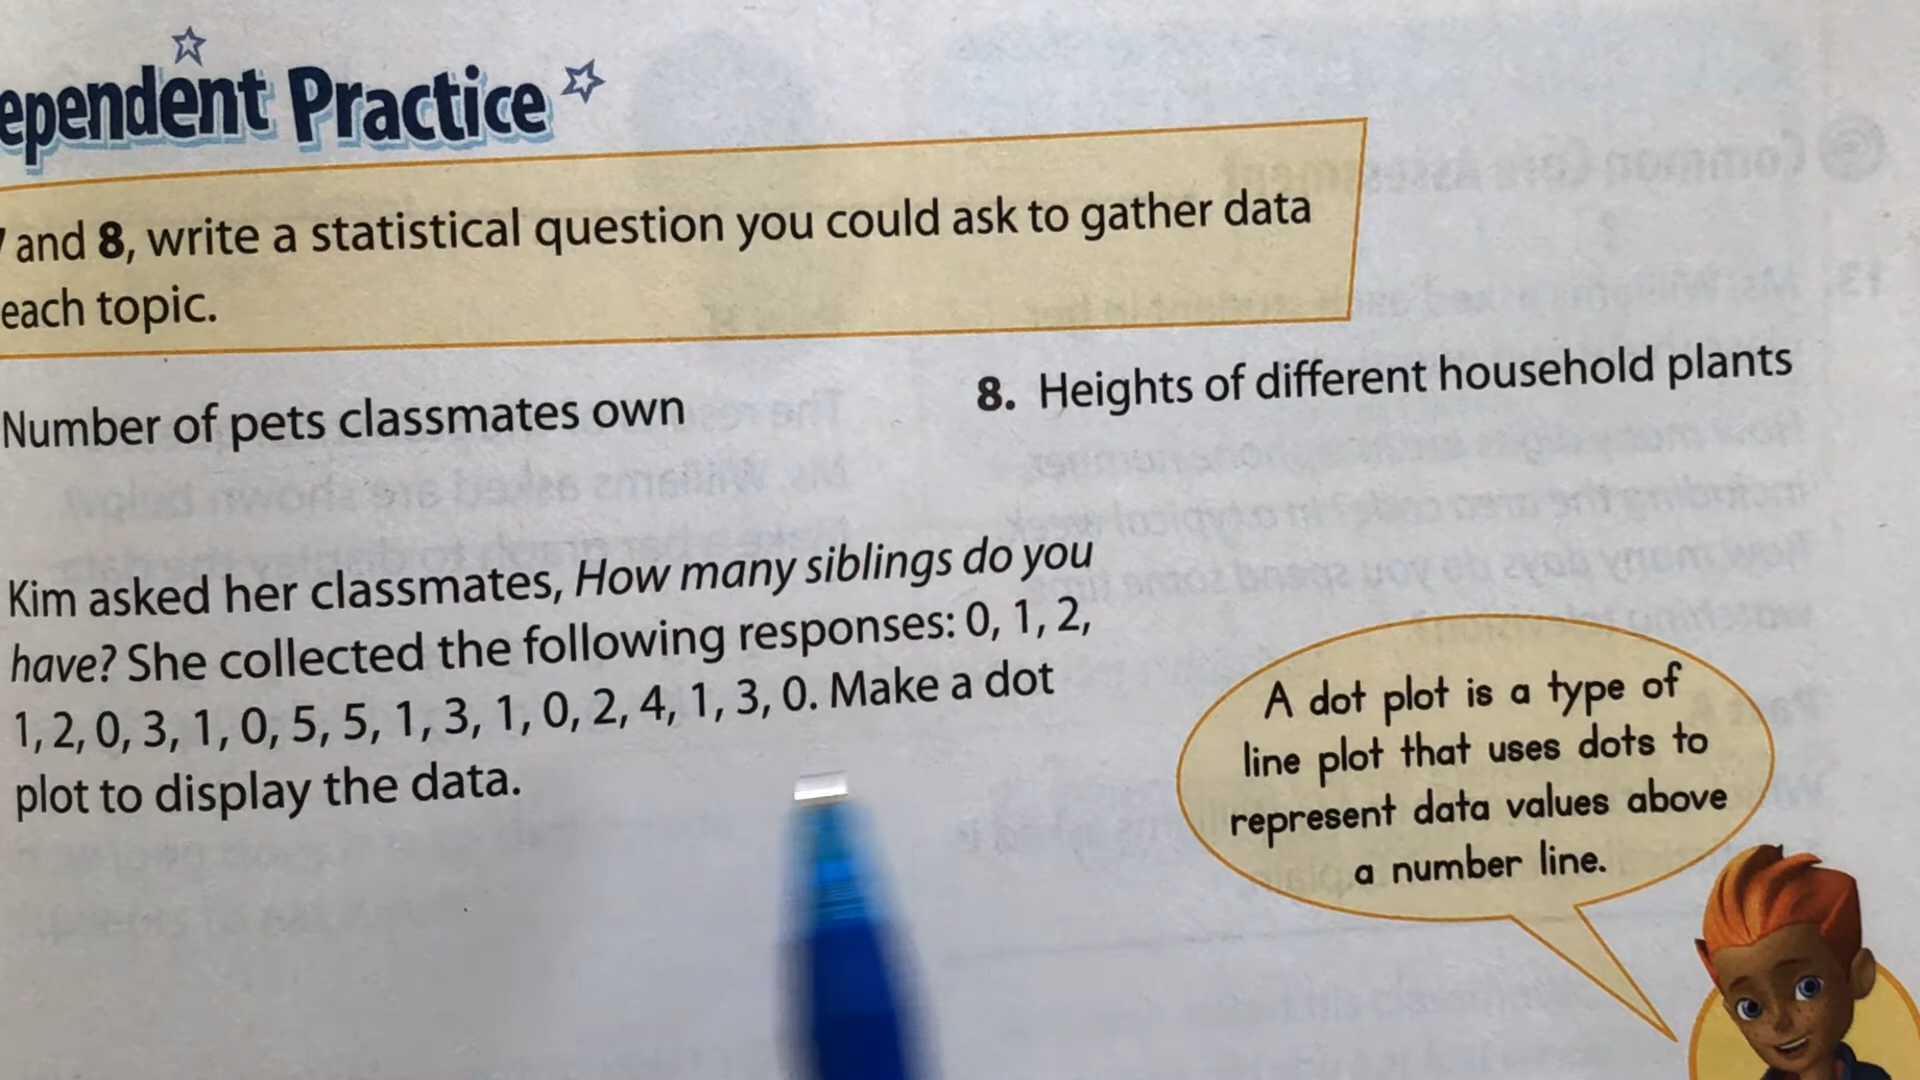 ependent Practice
and 8, write a statistical question you could ask to gather data
each topic.
Number of pets classmates own
8. Heights of different household plants
Kim asked her classmates, How many siblings do you
have? She collected the following responses: 0, 1, 2,
1, 2, 0, 3, 1, 0, 5, 5, 1, 3, 1, 0, 2, 4, 1, 3, 0. Make a dot
plot to display the data.
A dot plot is a type of
line plot that uses dots to
represent data values above
a number line.